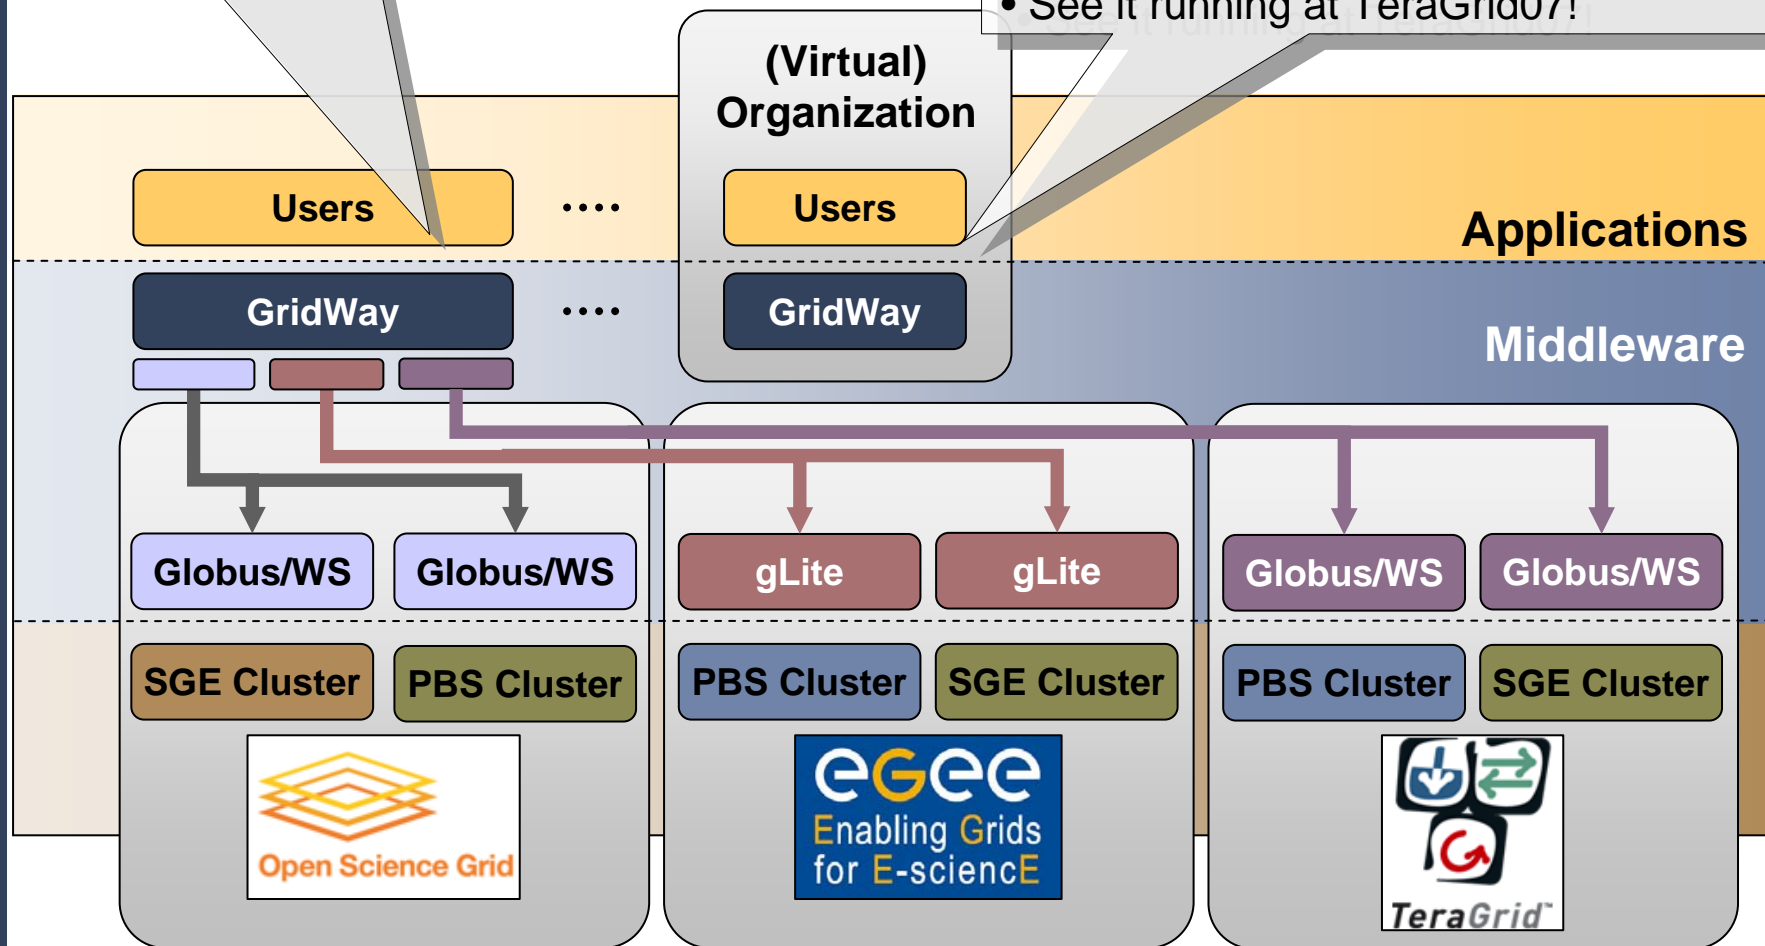 • See it running at TeraGrid07!
(Virtual)
Organization
Users
....
Users
Applications
GridWay
....
GridWay
Middleware
Globus/WS
Globus/WS
gLite
gLite
Globus/WS
Globus/WS
SGE Cluster
PBS Cluster
PBS Cluster
SGE Cluster
PBS Cluster
SGE Cluster
Open Science Grid
eGee
Enabling Grids
for E-sciencE
TeraGrid™